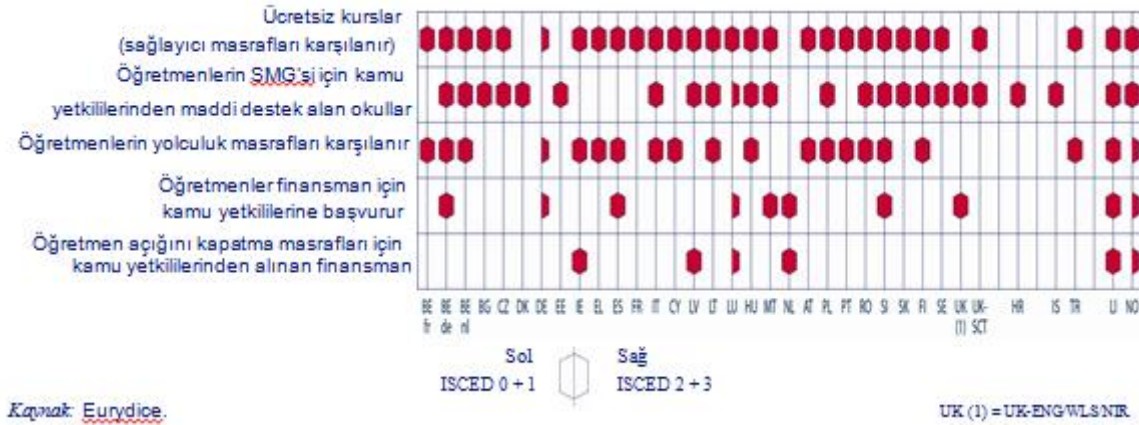 Ücretsiz kurslar
(sağlayıcı masrafları karşılanır)
Öğretmenlerin SMG'si için kamu
yetkililerinden maddi destek alan okullar
Öğretmenlerin yolculuk masrafları karşılanır
Öğretmenler finansman için
kamu yetkililerine başvurur
Öğretmen açığını kapatma masrafları için
kamu yetkililerinden alınan finansman
BE BE BE BG CZ DK DE EE IE EL ES FR IT CY LV LT LU HU MT NL AT PL PT RO SI SK FI SE UK UK- HR IS TR LI NO
fr de nl (1) SCT
Sol Sağ
ISCED 0 + 1 ISCED 2 + 3
Kaynak: Eurydice.
UK (1) = UK-ENG/WLS/NIR